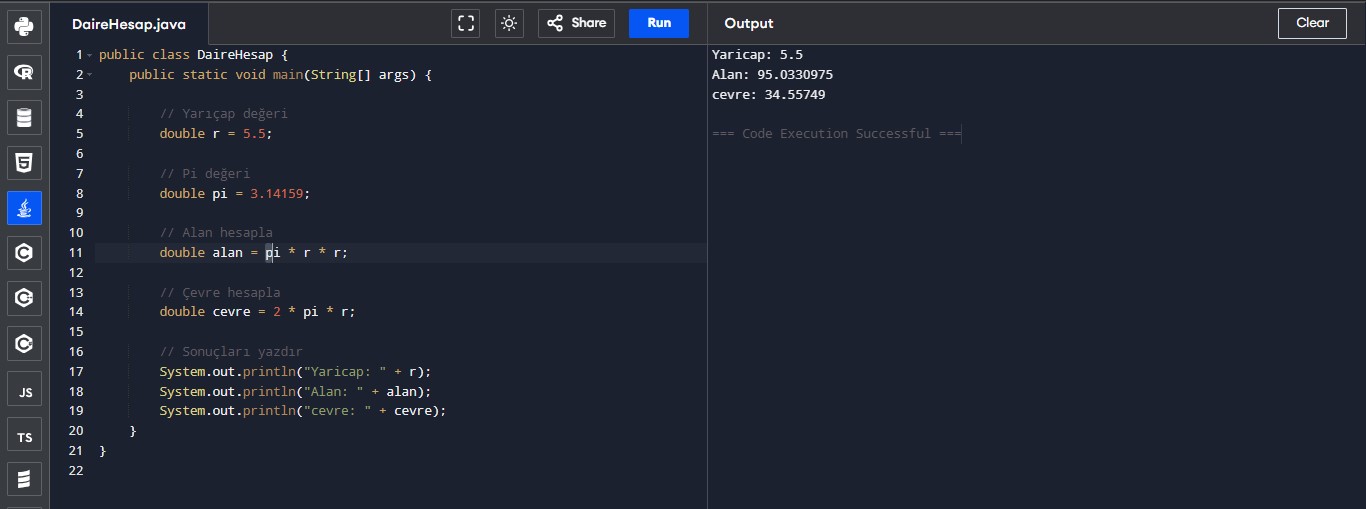 DaireHesap.java
Share
Run
Output
Clear
1 public class DaireHesap {
2     public static void main(String[] args) {
3
4         // Yarıçap değeri
5         double r = 5.5;
6
7         // Pi değeri
8         double pi = 3.14159;
9
10         // Alan hesapla
11         double alan = pi * r * r;
12
13         // Çevre hesapla
14         double cevre = 2 * pi * r;
15
16         // Sonuçları yazdır
17         System.out.println("Yaricap: " + r);
18         System.out.println("Alan: " + alan);
19         System.out.println("cevre: " + cevre);
20     }
21 }
22
Yaricap: 5.5
Alan: 95.0330975
cevre: 34.55749
=== Code Execution Successful ===
R
5
C
C
C
JS
TS